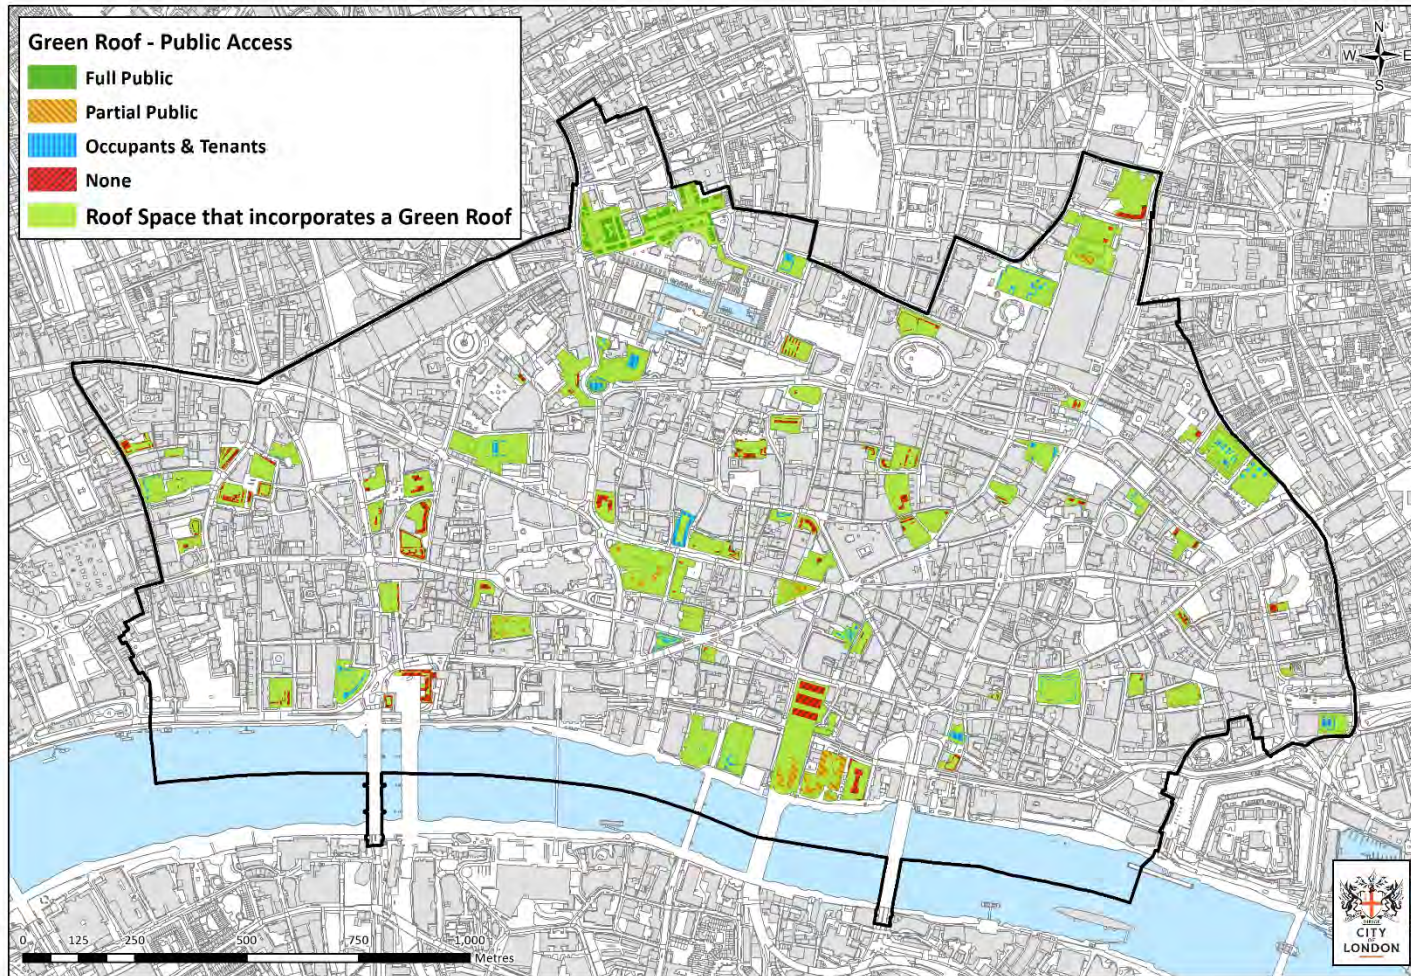 Green Roof - Public Access
Full Public
Partial Public
Occupants & Tenants
None
Roof Space that incorporates a Green Roof
N
W E
S
0 125 250 500 750 1,000
Metres
CITY
OF
LONDON